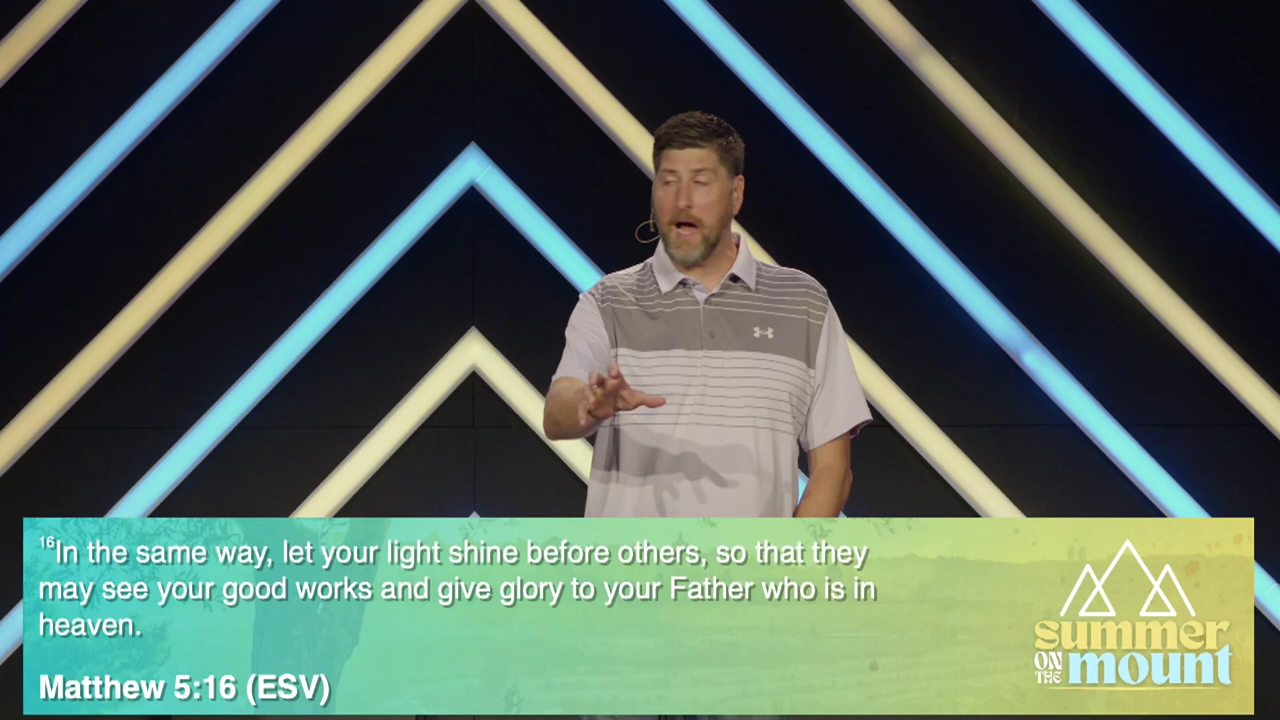 16In the same way, let your light shine before others, so that they
may see your good works and give glory to your Father who is in
heaven.
Matthew 5:16 (ESV)
summer
ON THE
mount